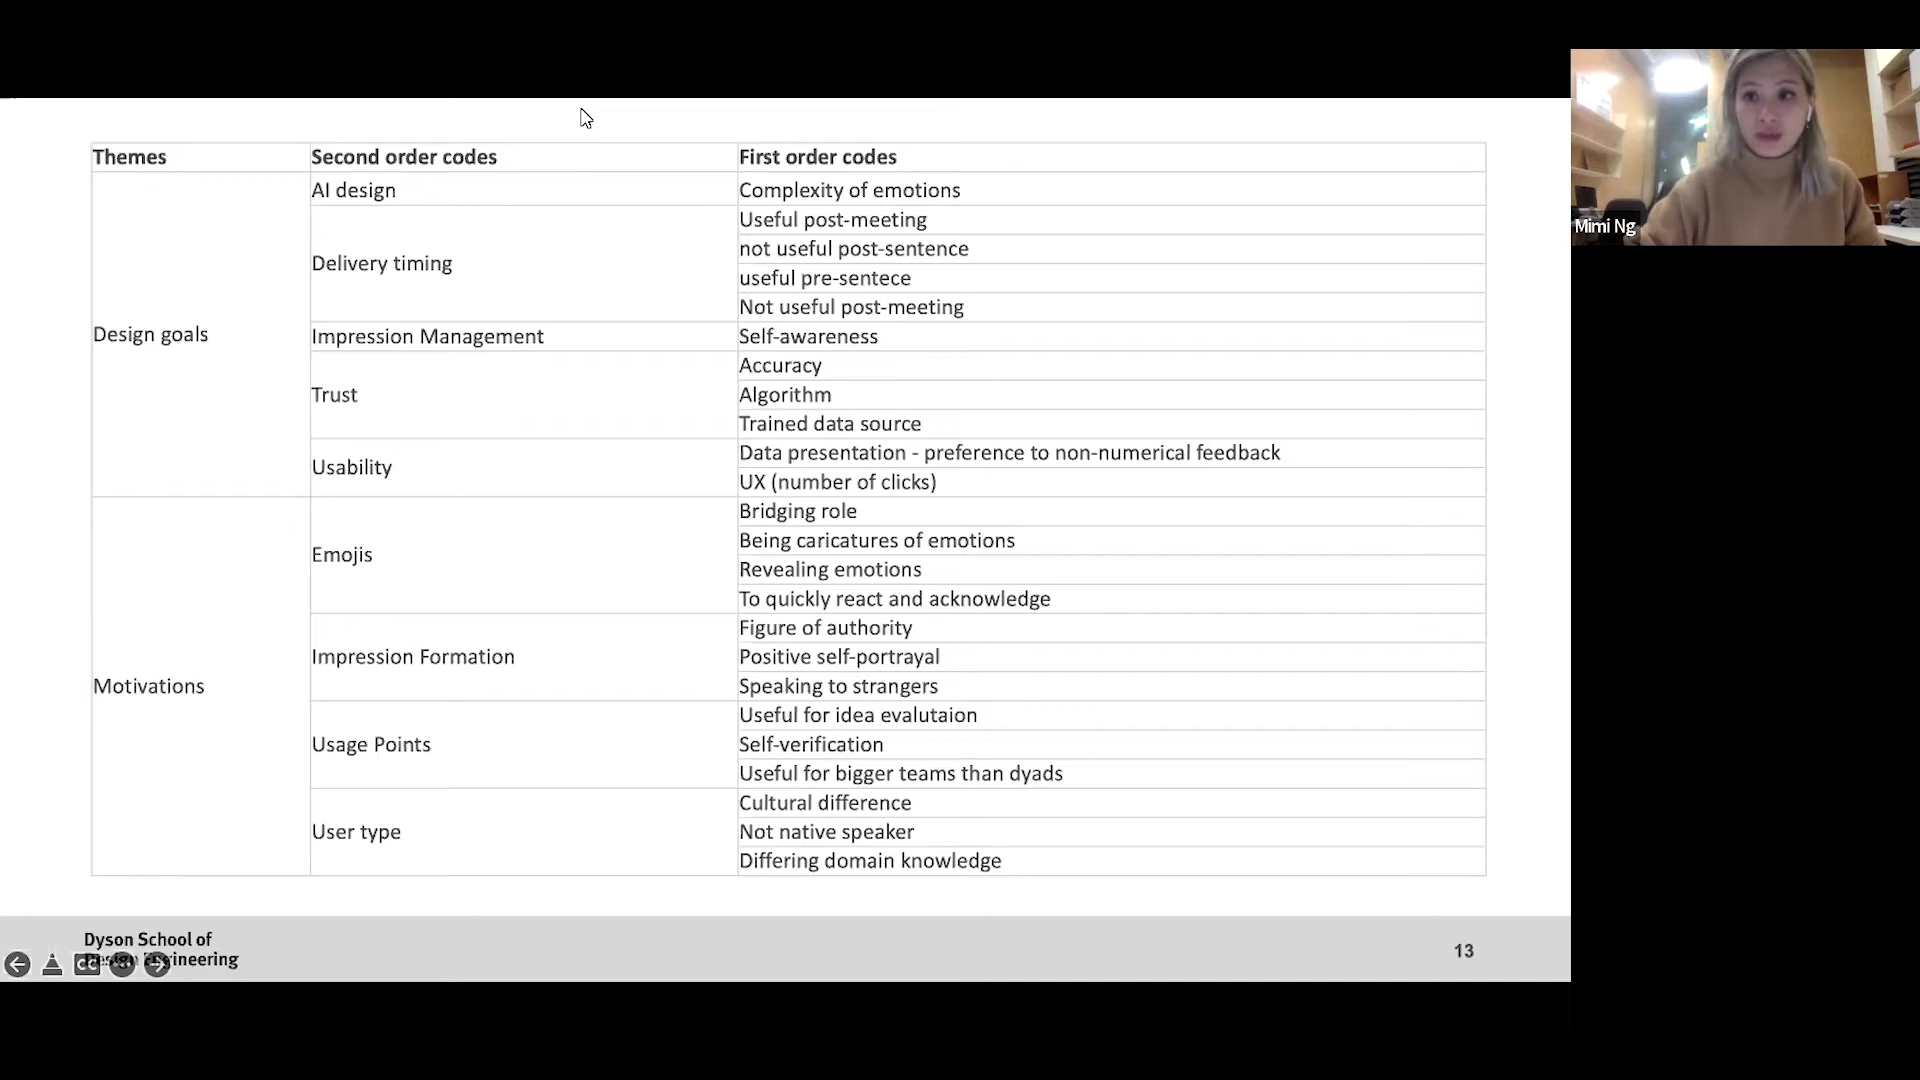 Themes Second order codes First order codes
AI design Complexity of emotions
Useful post-meeting
not useful post-sentence
Delivery timing
useful pre-sentece
Not useful post-meeting
Design goals
Impression Management Self-awareness
Accuracy
Trust Algorithm
Trained data source
Data presentation - preference to non-numerical feedback
Usability
UX (number of clicks)
Bridging role
Being caricatures of emotions
Emojis
Revealing emotions
To quickly react and acknowledge
Figure of authority
Impression Formation Positive self-portrayal
Motivations
Speaking to strangers
Useful for idea evalutaion
Usage Points Self-verification
Useful for bigger teams than dyads
Cultural difference
User type Not native speaker
Differing domain knowledge
Dyson School of
Design Engineering
13
CC
Mimi Ng